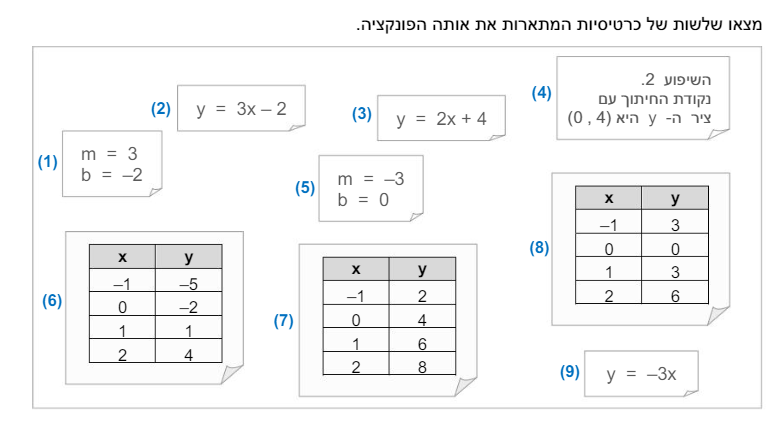 מצאו שלשות של כרטיסיות המתארות את אותה הפונקציה.
(1)
m = 3
b = –2
(2)
y = 3x – 2
(3)
y = 2x + 4
(4)
השיפוע 2.
נקודת החיתוך עם
ציר ה- y היא (0 , 4)
(5)
m = –3
b = 0
(6)
x y
–1 –5
0 –2
1 1
2 4
(7)
x y
–1 2
0 4
1 6
2 8
(8)
x y
–1 3
0 0
1 3
2 6
(9)
y = –3x